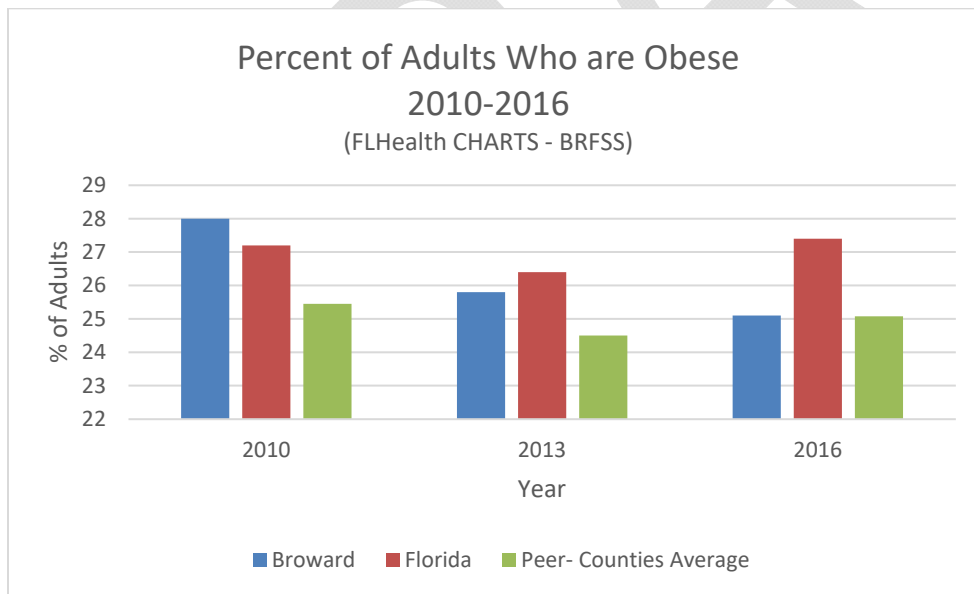 Percent of Adults Who are Obese
2010-2016
(FLHealth CHARTS - BRFSS)
29
28
27
26
25
24
23
22
% of Adults
2010 2013 2016
Year
Broward Florida Peer- Counties Average